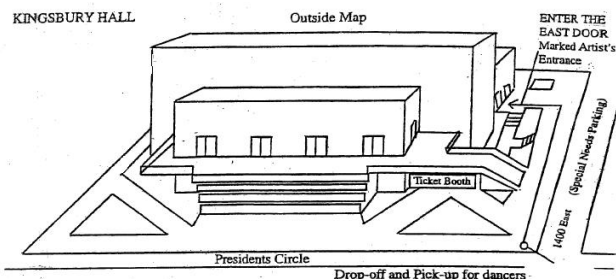 KINGSBURY HALL
Outside Map
ENTER THE
EAST DOOR
Marked Artist's
Entrance
(Special Needs Parking)
1400 East
Ticket Booth
Presidents Circle
Drop-off and Pick-up for dancers